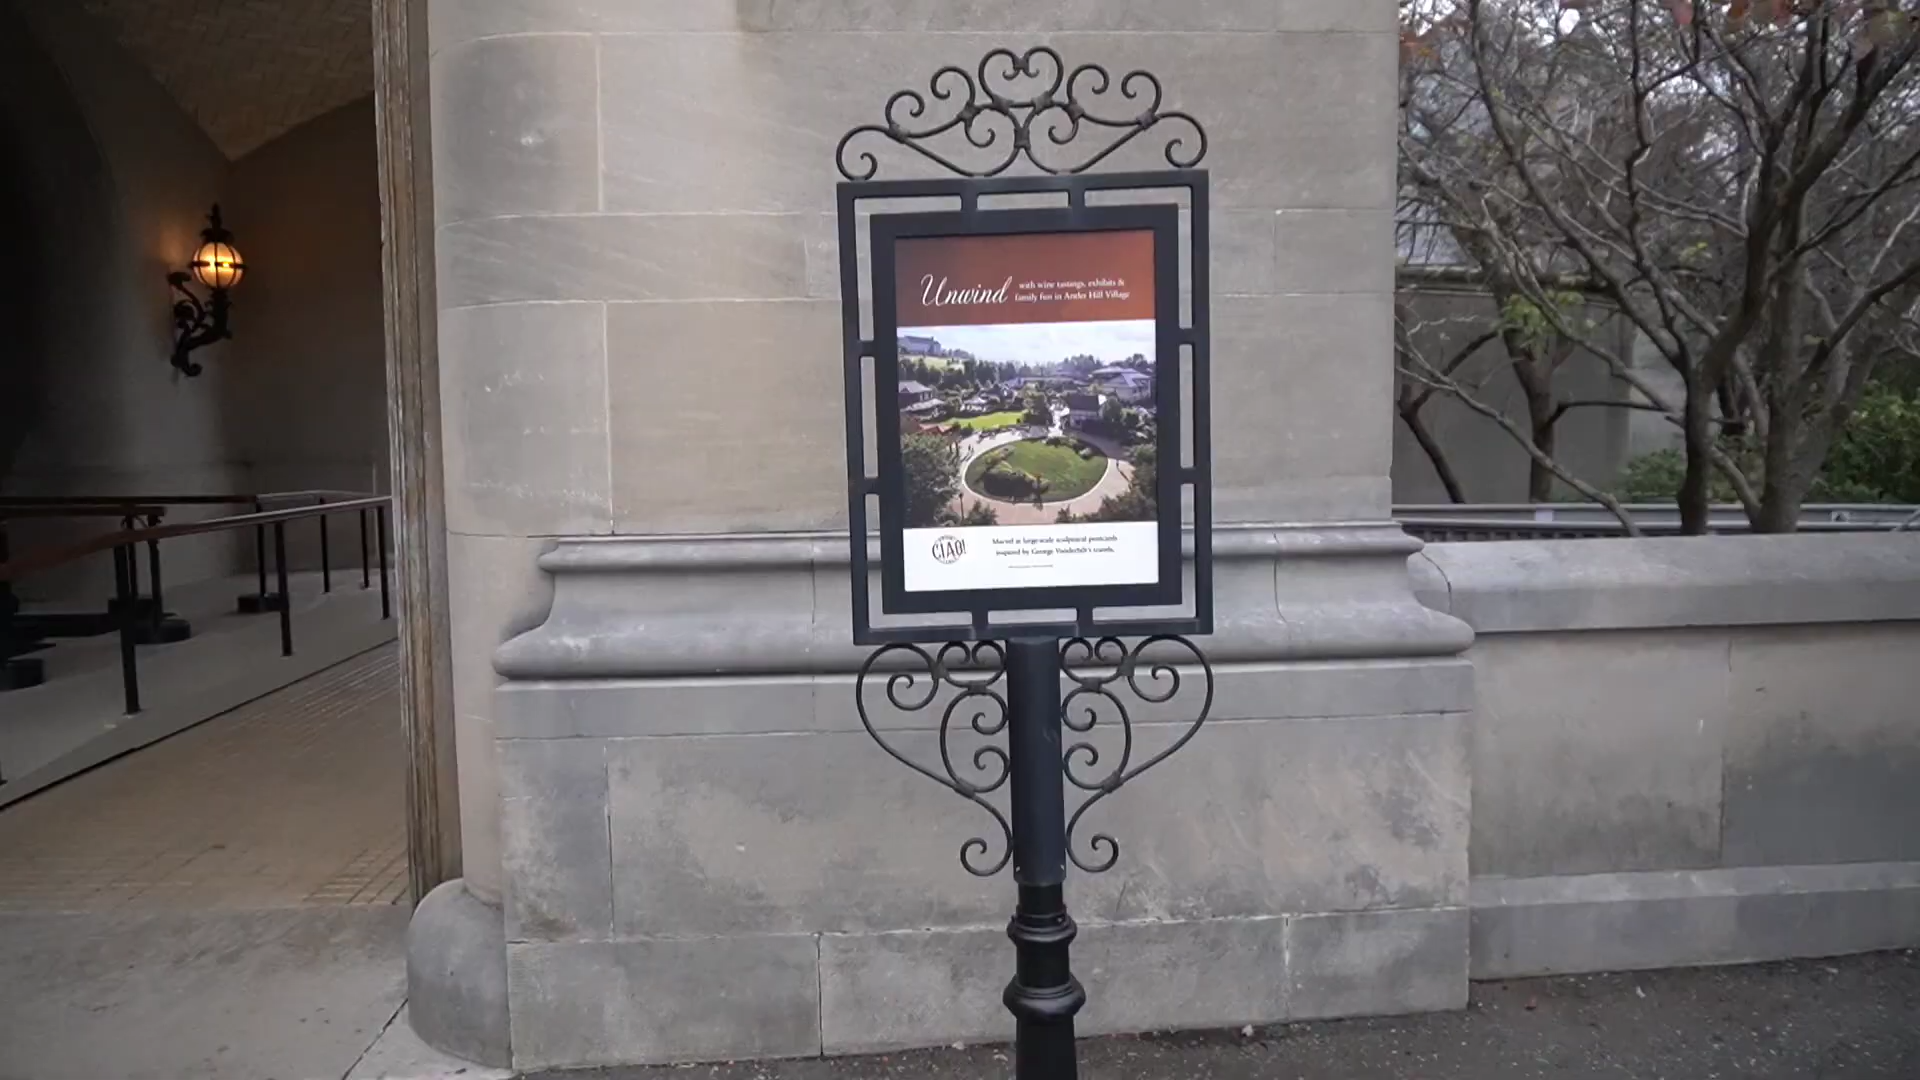 Unwind
with wine tastings, exhibits &
family fun in Antler Hill Village
CIAO!
Marvel at large-scale sculptural postcards
inspired by George Vanderbilt's travels.